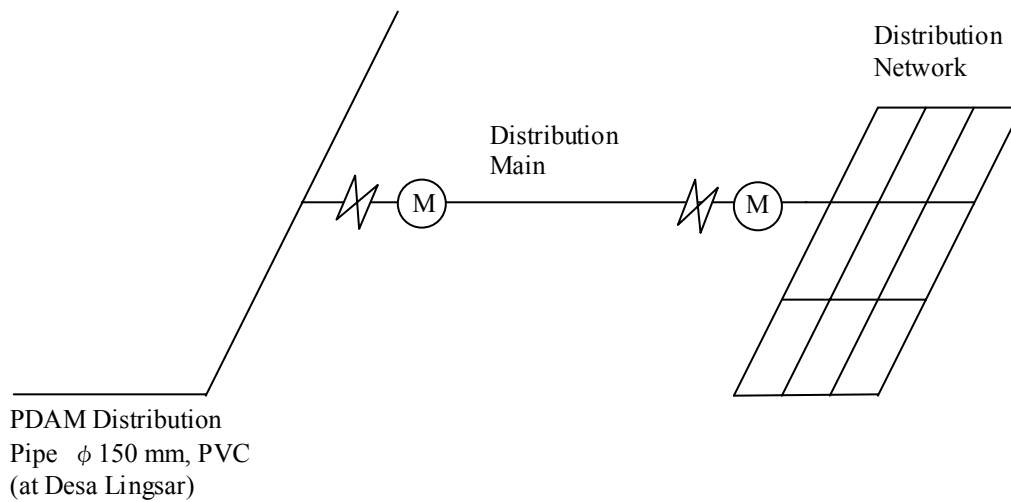 Distribution
Network
Distribution
Main
M
M
PDAM Distribution
Pipe ϕ 150 mm, PVC
(at Desa Lingsar)